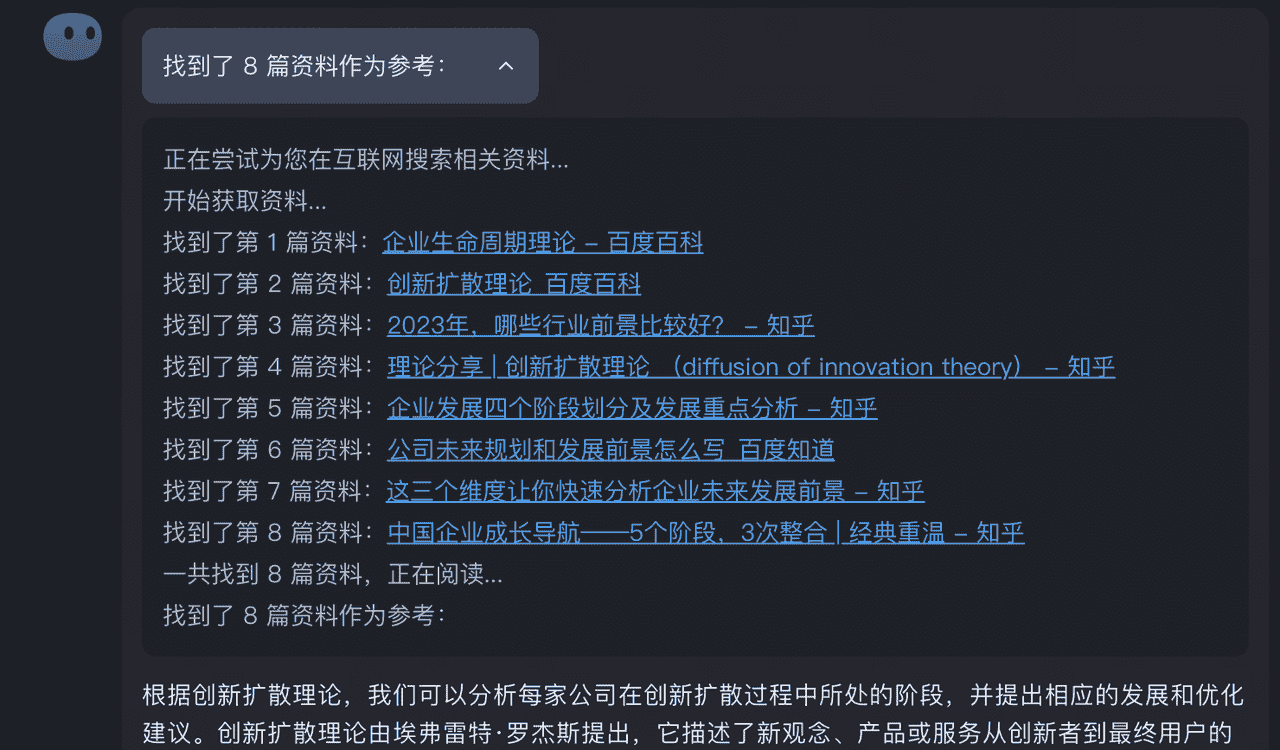 找到了 8 篇资料作为参考：
正在尝试为您在互联网搜索相关资料...
开始获取资料...
找到了第 1 篇资料：企业生命周期理论 - 百度百科
找到了第 2 篇资料：创新扩散理论_百度百科
找到了第 3 篇资料：2023年，哪些行业前景比较好？ - 知乎
找到了第 4 篇资料：理论分享 | 创新扩散理论 （diffusion of innovation theory） - 知乎
找到了第 5 篇资料：企业发展四个阶段划分及发展重点分析 - 知乎
找到了第 6 篇资料：公司未来规划和发展前景怎么写_百度知道
找到了第 7 篇资料：这三个维度让你快速分析企业未来发展前景 - 知乎
找到了第 8 篇资料：中国企业成长导航——5个阶段，3次整合 | 经典重温 - 知乎
一共找到 8 篇资料，正在阅读...
找到了 8 篇资料作为参考：
根据创新扩散理论，我们可以分析每家公司在创新扩散过程中所处的阶段，并提出相应的发展和优化
建议。创新扩散理论由埃弗雷特·罗杰斯提出，它描述了新观念、产品或服务从创新者到最终用户的